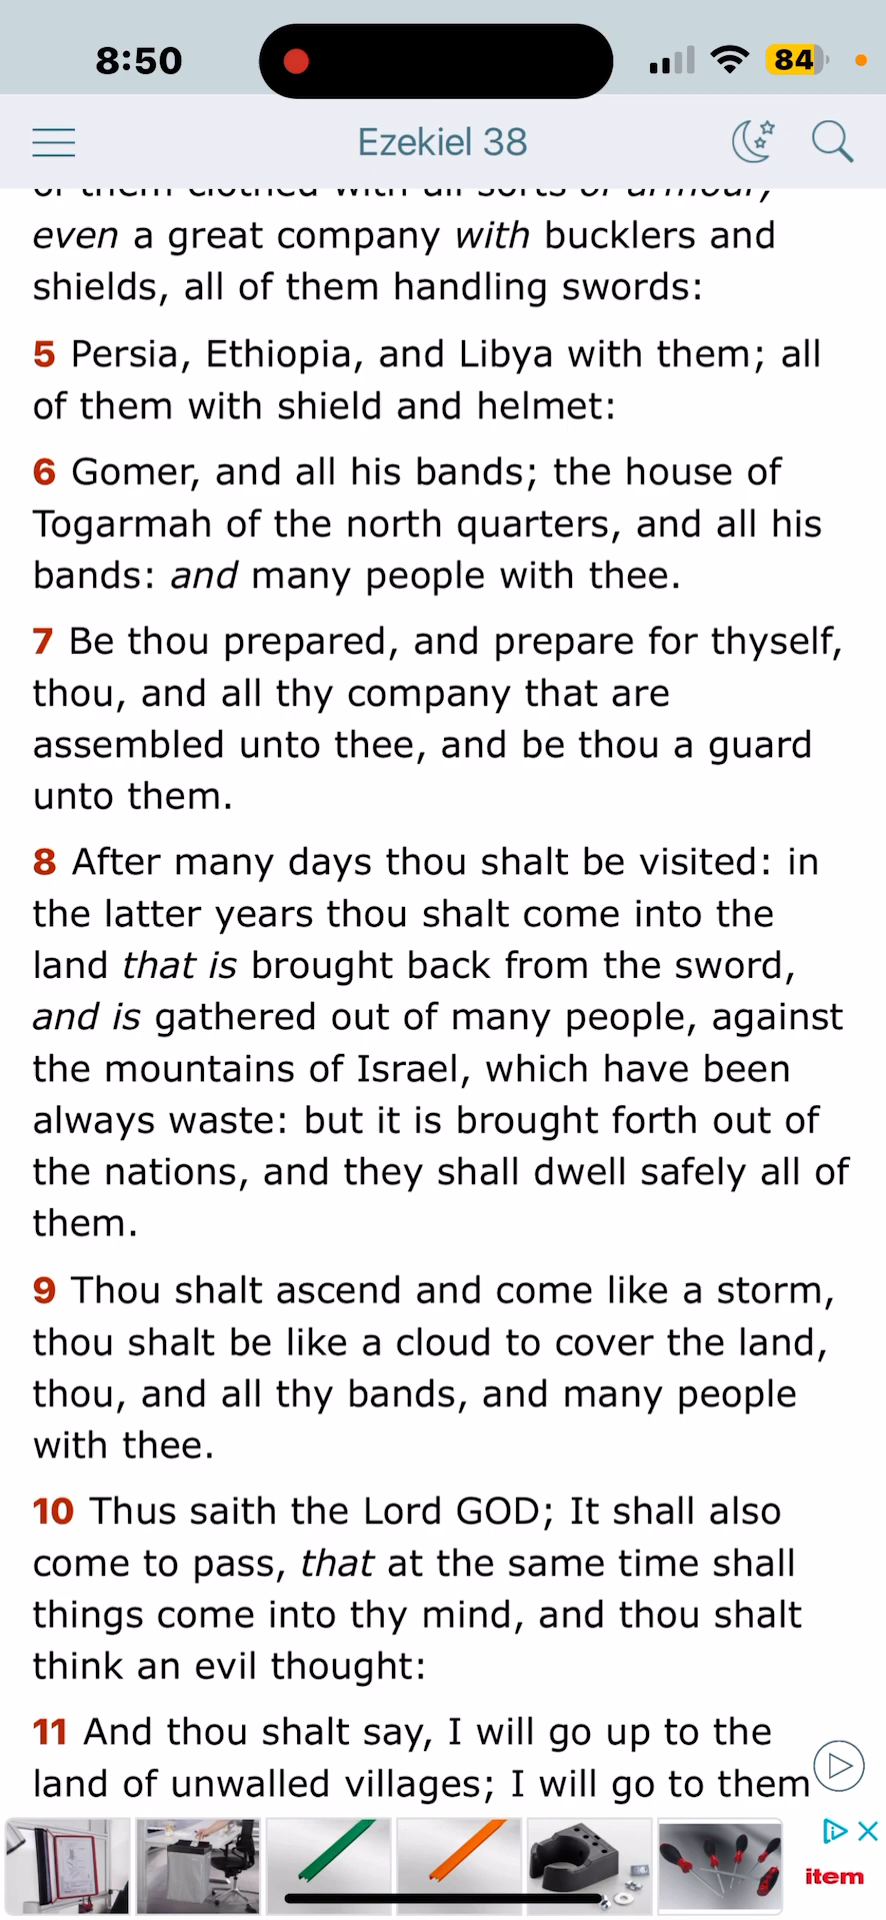 8:50
84
Ezekiel 38
of them clothed with all sorts of armour,
even a great company with bucklers and
shields, all of them handling swords:
5 Persia, Ethiopia, and Libya with them; all
of them with shield and helmet:
6 Gomer, and all his bands; the house of
Togarmah of the north quarters, and all his
bands: and many people with thee.
7 Be thou prepared, and prepare for thyself,
thou, and all thy company that are
assembled unto thee, and be thou a guard
unto them.
8 After many days thou shalt be visited: in
the latter years thou shalt come into the
land that is brought back from the sword,
and is gathered out of many people, against
the mountains of Israel, which have been
always waste: but it is brought forth out of
the nations, and they shall dwell safely all of
them.
9 Thou shalt ascend and come like a storm,
thou shalt be like a cloud to cover the land,
thou, and all thy bands, and many people
with thee.
10 Thus saith the Lord GOD; It shall also
come to pass, that at the same time shall
things come into thy mind, and thou shalt
think an evil thought:
11 And thou shalt say, I will go up to the
land of unwalled villages; I will go to them
item